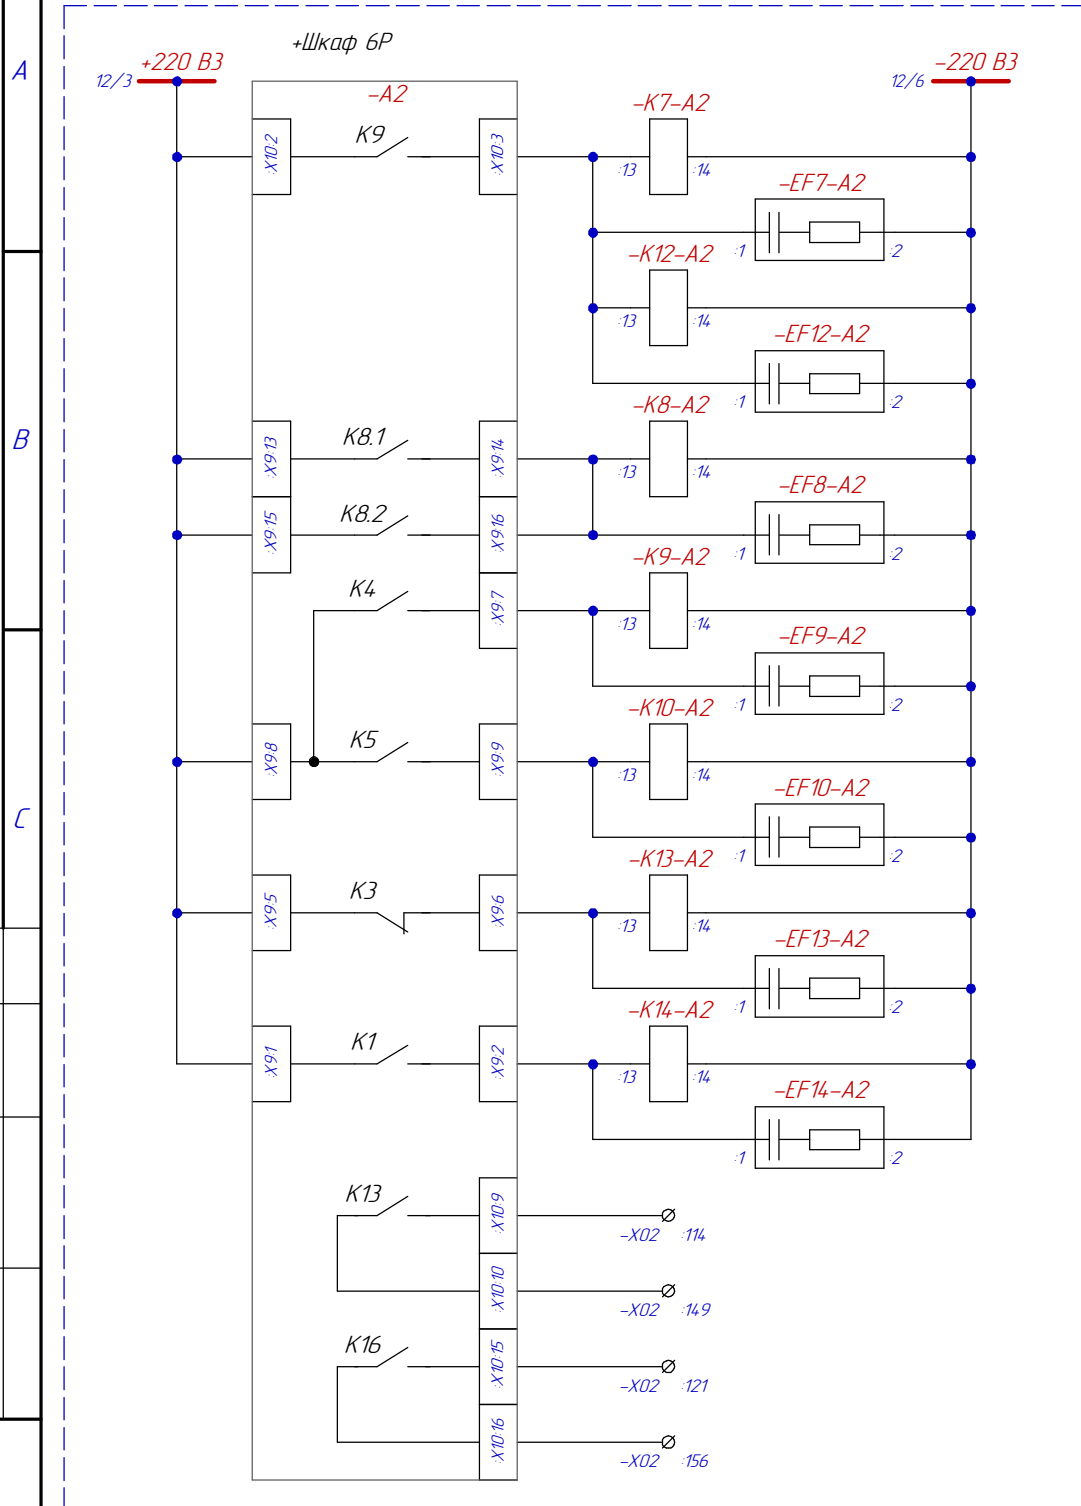 +Шкаф 6Р
A
+220 В3
-220 В3
12/3
12/6
-A2
-K7-A2
K9
:X10:2
:X10:3
:13
:14
-EF7-A2
:1
:2
-K12-A2
:13
:14
-EF12-A2
:1
:2
-K8-A2
B
K8.1
:X9:13
:X9:14
:13
:14
-EF8-A2
K8.2
:X9:15
:X9:16
:1
:2
-K9-A2
K4
:X9:7
:13
:14
-EF9-A2
:1
:2
-K10-A2
K5
:X9:8
:X9:9
:13
:14
-EF10-A2
C
:1
:2
-K13-A2
K3
:X9:5
:X9:6
:13
:14
-EF13-A2
:1
:2
-K14-A2
K1
:X9:1
:X9:2
:13
:14
-EF14-A2
:1
:2
K13
:X10:9
-X02 :114
:X10:10
-X02 :149
K16
:X10:15
-X02 :121
:X10:16
-X02 :156